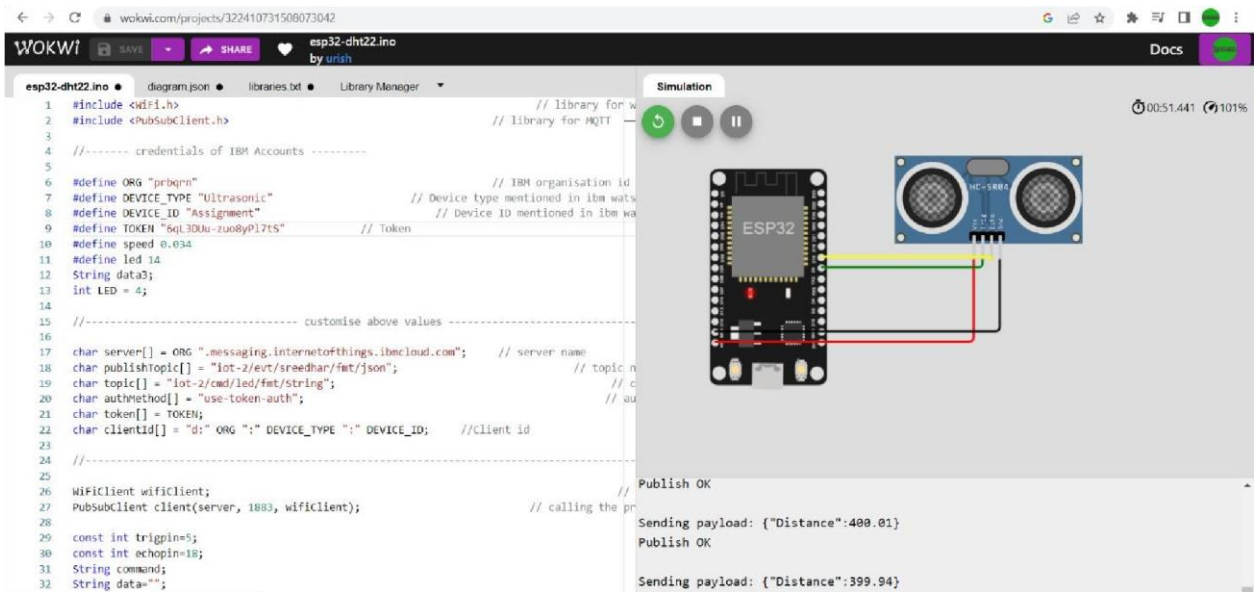 wokwi.com/projects/322410731508073042
WOKWI SAVE SHARE esp32-dht22.ino by urish Docs
esp32-dht22.ino diagram.json libraries.txt Library Manager
1 #include <WiFi.h> // library for w
2 #include <PubSubClient.h> // library for MQTT
3
4 //------- credentials of IBM Accounts ---------
5
6 #define ORG "prbqrn" // IBM organisation id
7 #define DEVICE_TYPE "Ultrasonic" // Device type mentioned in ibm wats
8 #define DEVICE_ID "Assignment" // Device ID mentioned in ibm wa
9 #define TOKEN "6qL3DUu-zuo8yPl7tS" // Token
10 #define speed 0.034
11 #define led 14
12 String data3;
13 int LED = 4;
14
15 //------------------------------- customise above values ---------------------------
16
17 char server[] = ORG ".messaging.internetofthings.ibmcloud.com"; // server name
18 char publishTopic[] = "iot-2/evt/sreedhar/fmt/json"; // topic n
19 char topic[] = "iot-2/cmd/led/fmt/String"; // c
20 char authMethod[] = "use-token-auth"; // au
21 char token[] = TOKEN;
22 char clientId[] = "d:" ORG ":" DEVICE_TYPE ":" DEVICE_ID; //Client id
23
24 //--------------------------------------------------------------------------------
25
26 WiFiClient wifiClient; //
27 PubSubClient client(server, 1883, wifiClient); // calling the pr
28
29 const int trigpin=5;
30 const int echopin=18;
31 String command;
32 String data="";
Simulation
00:51.441 101%
ESP32
HC-SR04
Publish OK
Sending payload: {"Distance":400.01}
Publish OK
Sending payload: {"Distance":399.94}